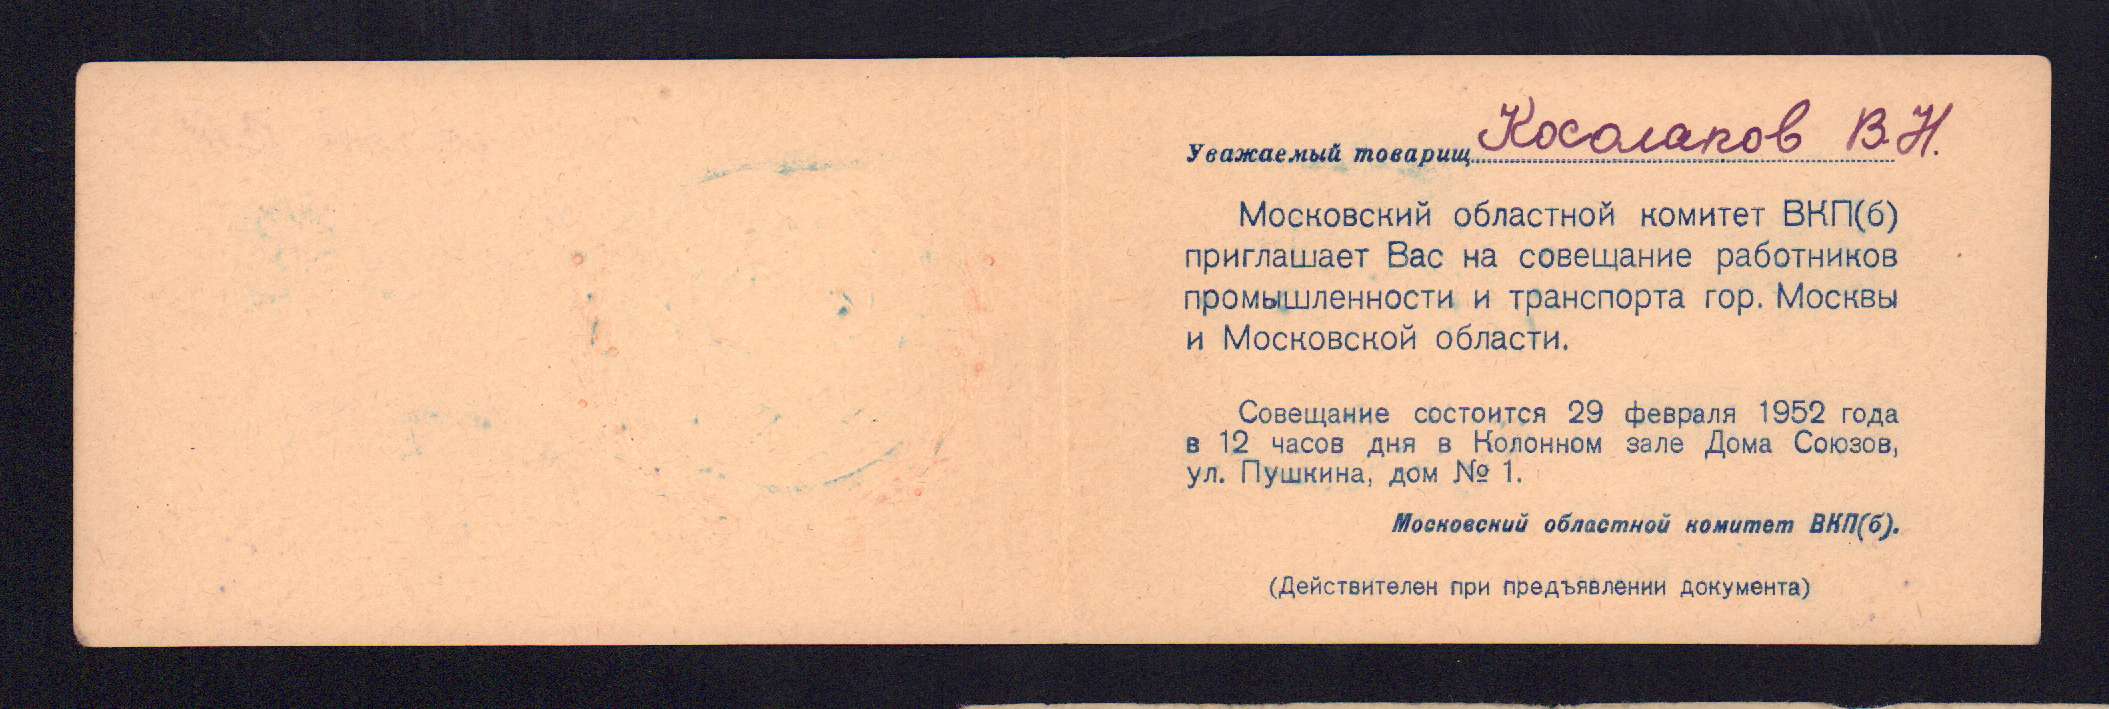 Уважаемый товарищ Косолапов В.Н.
Московский областной комитет ВКП(б)
приглашает Вас на совещание работников
промышленности и транспорта гор. Москвы
и Московской области.
Совещание состоится 29 февраля 1952 года
в 12 часов дня в Колонном зале Дома Союзов,
ул. Пушкина, дом № 1.
Московский областной комитет ВКП(б).
(Действителен при предъявлении документа)